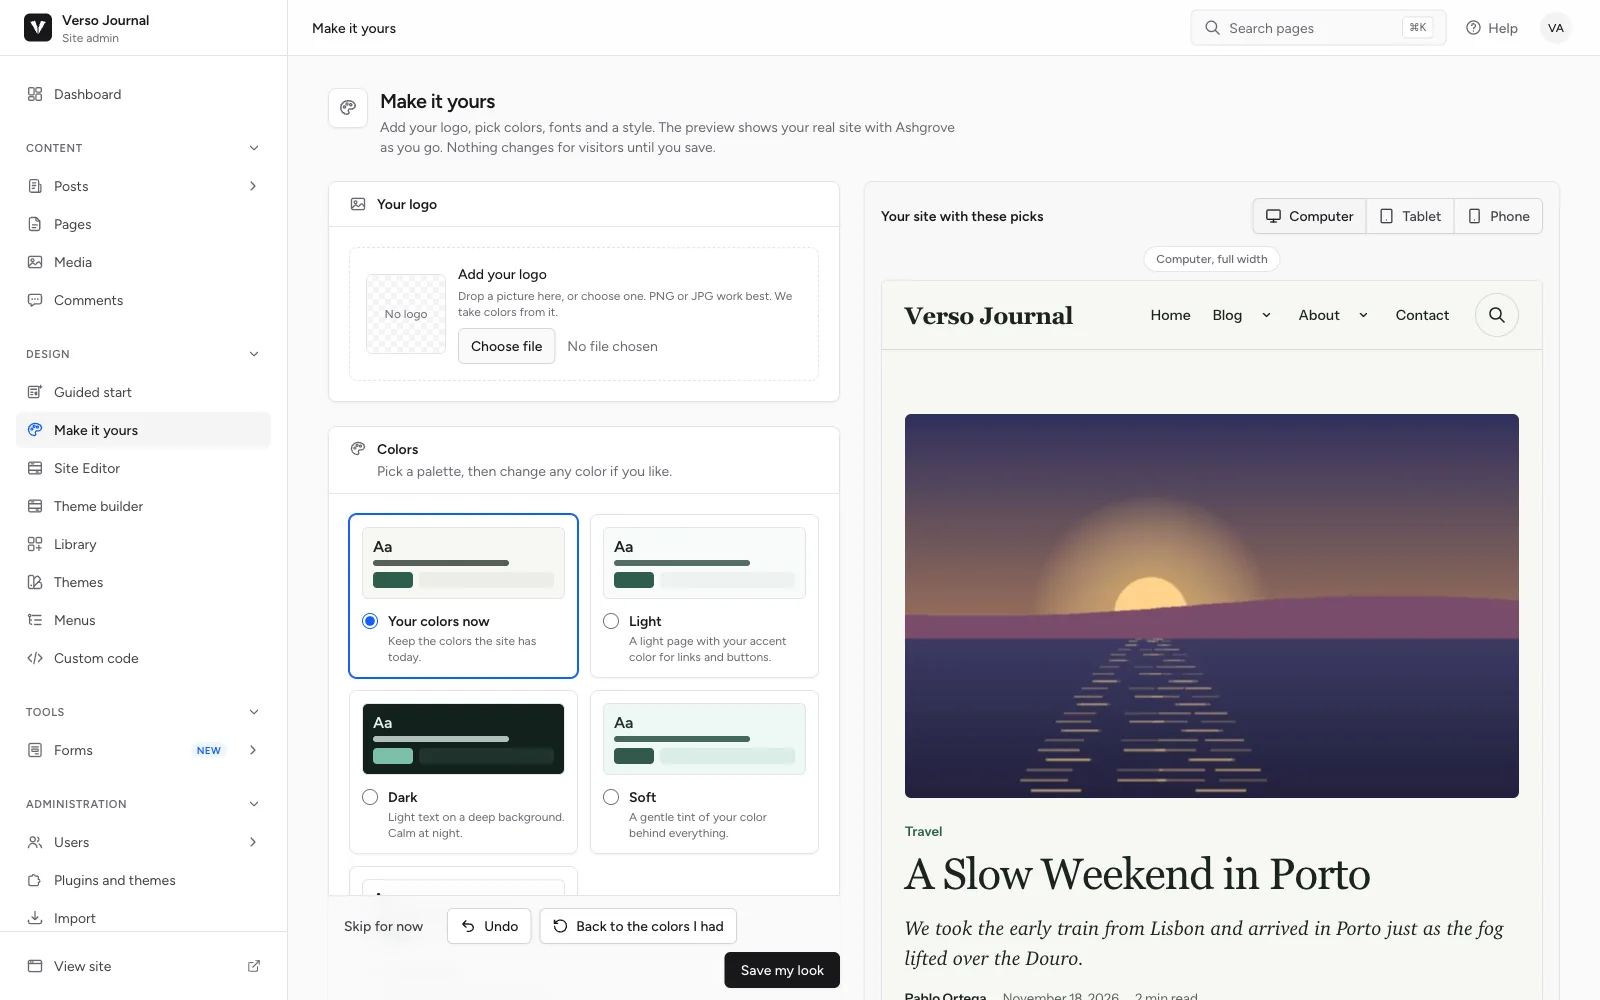 Verso Journal
Site admin
Make it yours
Search pages
⌘K
Help
VA
Dashboard
CONTENT
Posts
Pages
Media
Comments
DESIGN
Guided start
Make it yours
Site Editor
Theme builder
Library
Themes
Menus
Custom code
TOOLS
Forms
NEW
ADMINISTRATION
Users
Plugins and themes
Import
View site
Make it yours
Add your logo, pick colors, fonts and a style. The preview shows your real site with Ashgrove
as you go. Nothing changes for visitors until you save.
Your logo
No logo
Add your logo
Drop a picture here, or choose one. PNG or JPG work best. We
take colors from it.
Choose file
No file chosen
Colors
Pick a palette, then change any color if you like.
Aa
Your colors now
Keep the colors the site has
today.
Aa
Light
A light page with your accent
color for links and buttons.
Aa
Dark
Light text on a deep background.
Calm at night.
Aa
Soft
A gentle tint of your color
behind everything.
Skip for now
Undo
Back to the colors I had
Save my look
Your site with these picks
Computer
Tablet
Phone
Computer, full width
Verso Journal
Home
Blog
About
Contact
Travel
A Slow Weekend in Porto
We took the early train from Lisbon and arrived in Porto just as the fog
lifted over the Douro.
Pablo Ortega
November 18, 2026
2 min read